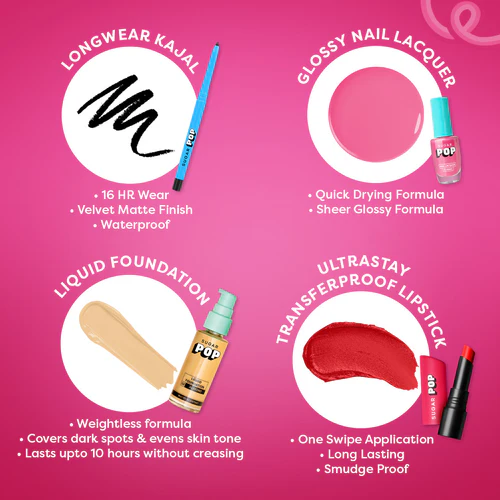 LONGWEAR KAJAL
SUGAR
POP
• 16 HR Wear
• Velvet Matte Finish
• Waterproof
GLOSSY NAIL LACQUER
SUGAR
POP
• Quick Drying Formula
• Sheer Glossy Formula
LIQUID FOUNDATION
SUGAR
POP
LIQUID
FOUNDATION
• Weightless formula
• Covers dark spots & evens skin tone
• Lasts upto 10 hours without creasing
ULTRASTAY
TRANSFERPROOF LIPSTICK
SUGAR
POP
• One Swipe Application
• Long Lasting
• Smudge Proof